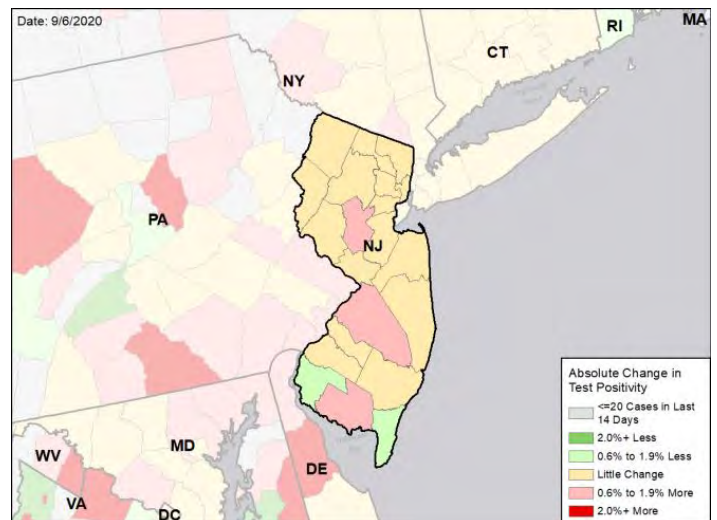 Date: 9/6/2020
MA
RI
CT
NY
PA
NJ
MD
WV
DE
VA
DC
Absolute Change in
Test Positivity
<=20 Cases in Last
14 Days
2.0%+ Less
0.6% to 1.9% Less
Little Change
0.6% to 1.9% More
2.0%+ More